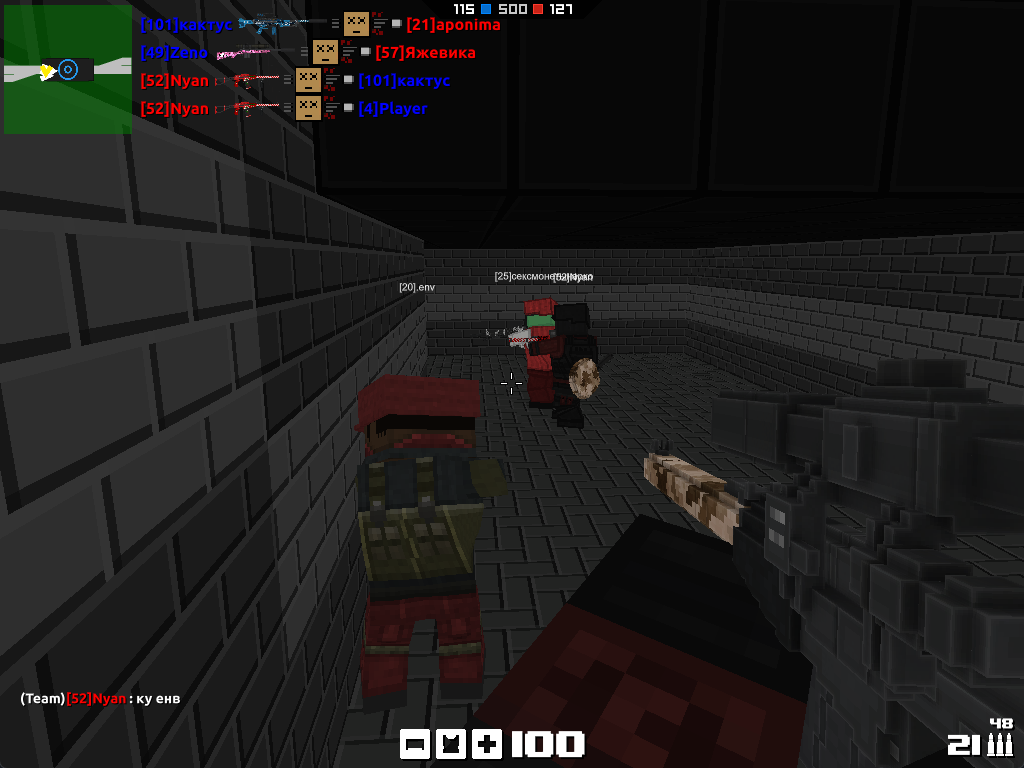 115 500 127
[101]кактус [21]aponima
[49]Zeno [57]Яжевика
[52]Nyan [101]кактус
[52]Nyan [4]Player
[20].env
(Team)[52]Nyan : ку енв
100
48
21